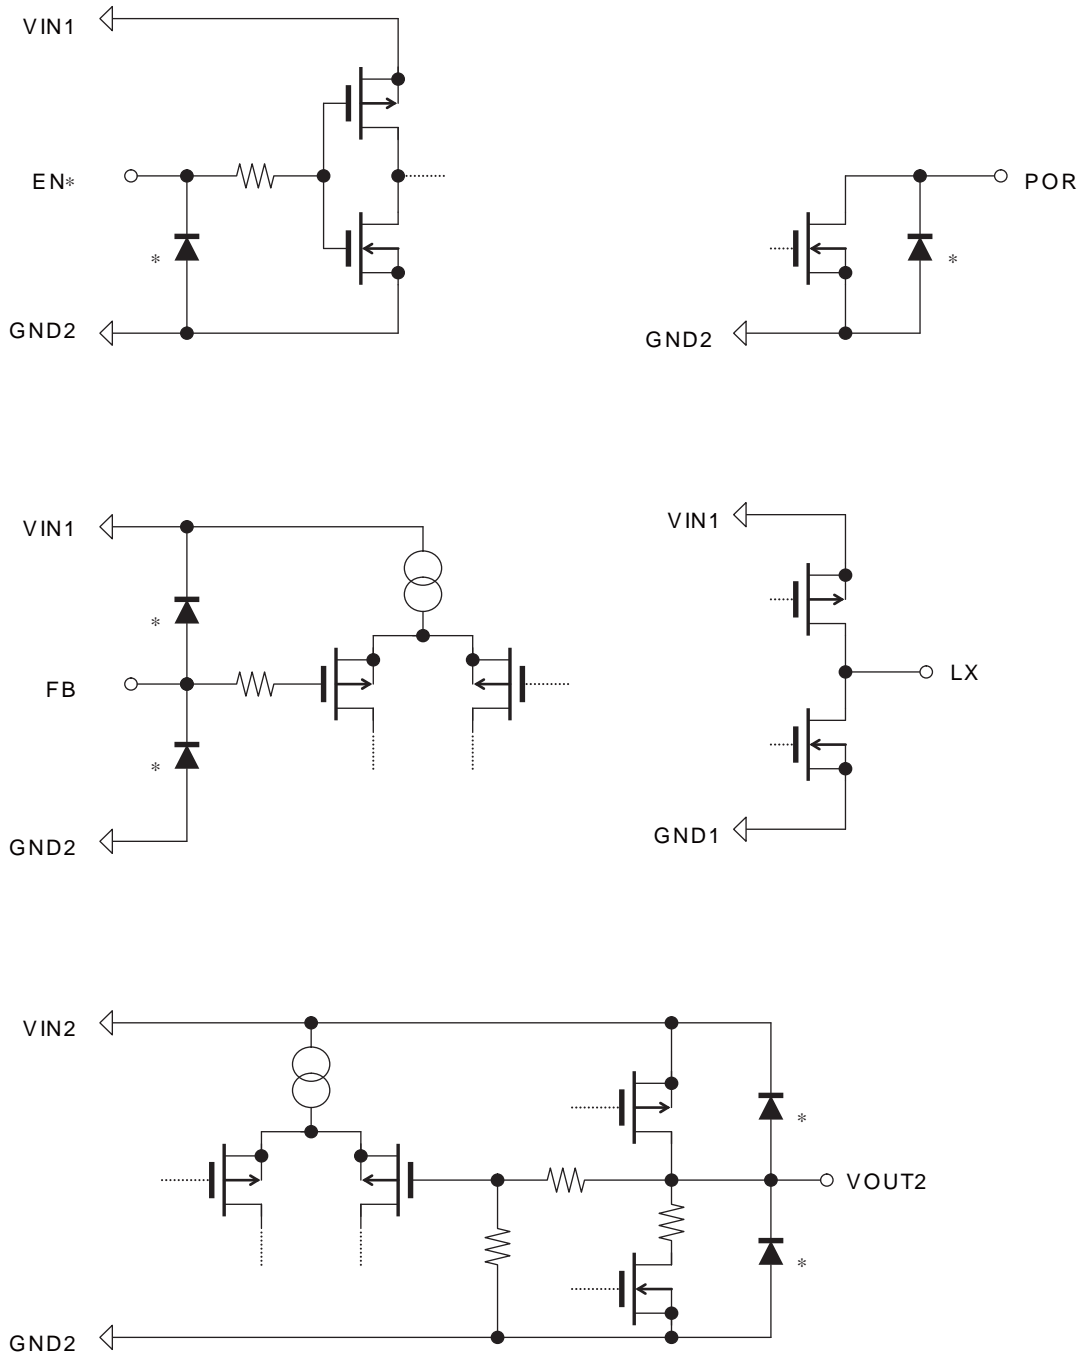 VIN1
EN*
*
GND2
POR
*
GND2
VIN1
*
FB
*
GND2
VIN1
LX
GND1
VIN2
*
VOUT2
*
GND2